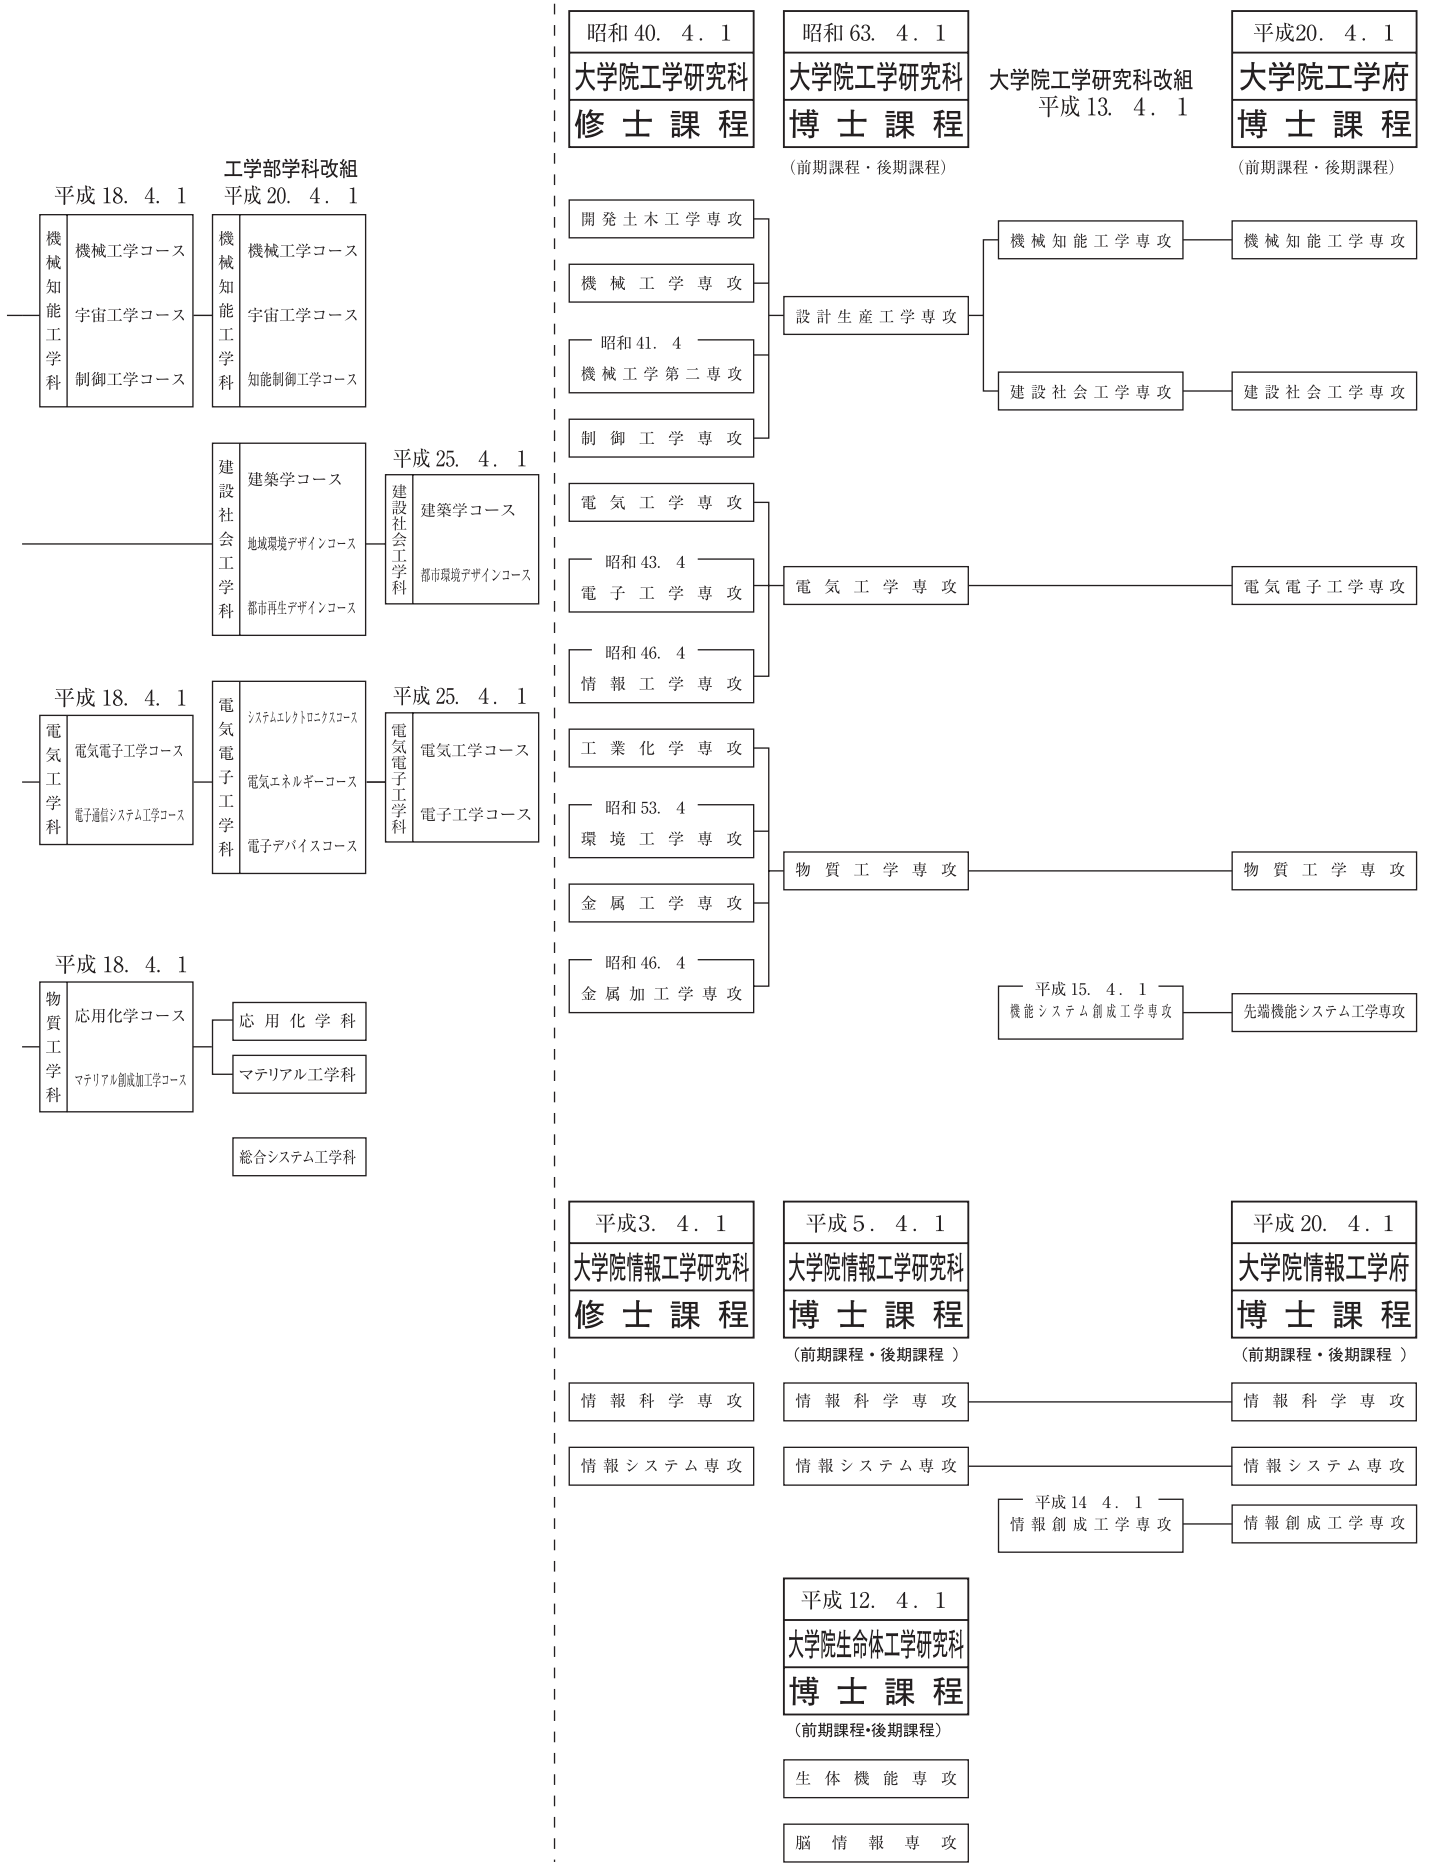 工学部学科改組
平成 18. 4. 1
機械知能工学科
機械工学コース
宇宙工学コース
制御工学コース
平成 20. 4. 1
機械知能工学科
機械工学コース
宇宙工学コース
知能制御工学コース
建設社会工学科
建築学コース
地域環境デザインコース
都市再生デザインコース
平成 25. 4. 1
建設社会工学科
建築学コース
都市環境デザインコース
平成 18. 4. 1
電気工学科
電気電子工学コース
電子通信システム工学コース
電気電子工学科
システムエレクトロニクスコース
電気エネルギーコース
電子デバイスコース
平成 25. 4. 1
電気電子工学科
電気工学コース
電子工学コース
平成 18. 4. 1
物質工学科
応用化学コース
マテリアル創成加工学コース
応用化学科
マテリアル工学科
総合システム工学科
昭和 40. 4. 1
大学院工学研究科
修士課程
開発土木工学専攻
機械工学専攻
昭和 41. 4
機械工学第二専攻
制御工学専攻
電気工学専攻
昭和 43. 4
電子工学専攻
昭和 46. 4
情報工学専攻
工業化学専攻
昭和 53. 4
環境工学専攻
金属工学専攻
昭和 46. 4
金属加工学専攻
昭和 63. 4. 1
大学院工学研究科
博士課程
（前期課程・後期課程）
設計生産工学専攻
電気工学専攻
物質工学専攻
大学院工学研究科改組
平成 13. 4. 1
機械知能工学専攻
建設社会工学専攻
平成 15. 4. 1
機能システム創成工学専攻
平成20. 4. 1
大学院工学府
博士課程
（前期課程・後期課程）
機械知能工学専攻
建設社会工学専攻
電気電子工学専攻
物質工学専攻
先端機能システム工学専攻
平成3. 4. 1
大学院情報工学研究科
修士課程
情報科学専攻
情報システム専攻
平成 5. 4. 1
大学院情報工学研究科
博士課程
（前期課程・後期課程 ）
情報科学専攻
情報システム専攻
平成 14 4. 1
情報創成工学専攻
平成 20. 4. 1
大学院情報工学府
博士課程
（前期課程・後期課程 ）
情報科学専攻
情報システム専攻
情報創成工学専攻
平成 12. 4. 1
大学院生命体工学研究科
博士課程
（前期課程・後期課程）
生体機能専攻
脳情報専攻